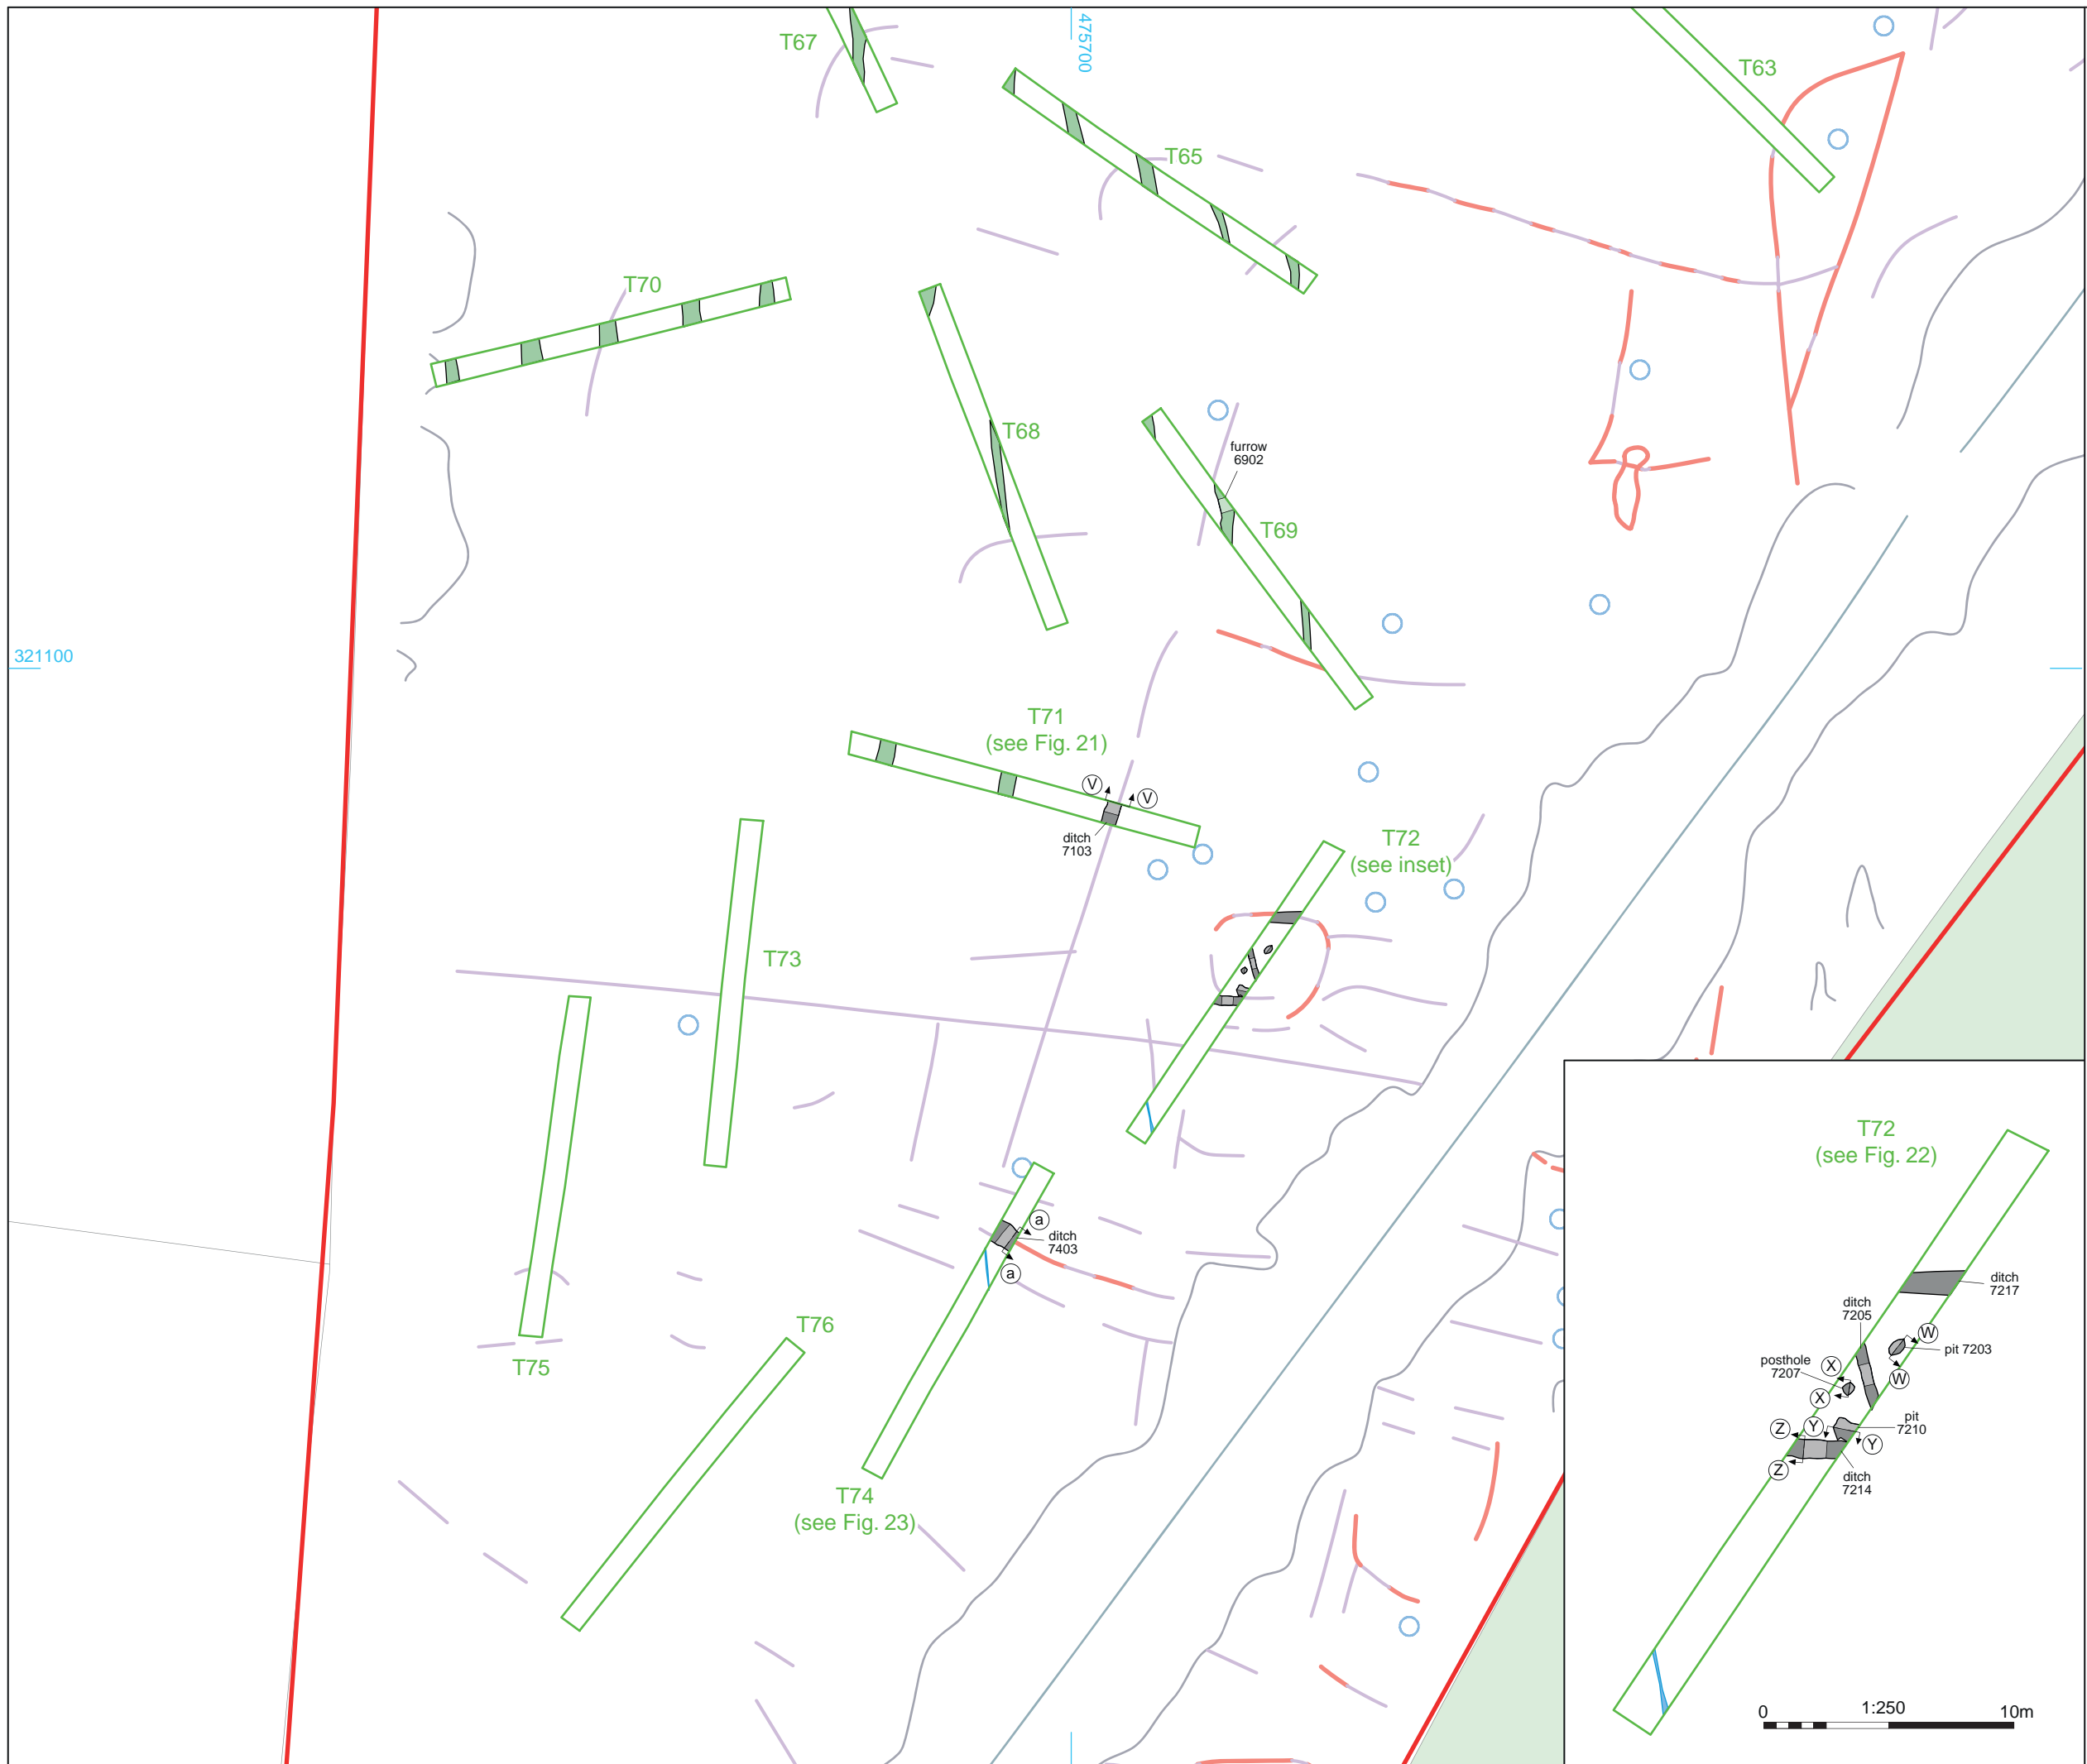 T67
475700
T63
T65
T70
T68
furrow
6902
T69
321100
T71
(see Fig. 21)
V
V
ditch
7103
T72
(see inset)
T73
a
ditch
7403
a
T76
T75
T74
(see Fig. 23)
T72
(see Fig. 22)
ditch
7217
ditch
7205
W
pit 7203
posthole
7207
X
W
X
pit
7210
Z
Y
Y
Z
ditch
7214
0
1:250
10m